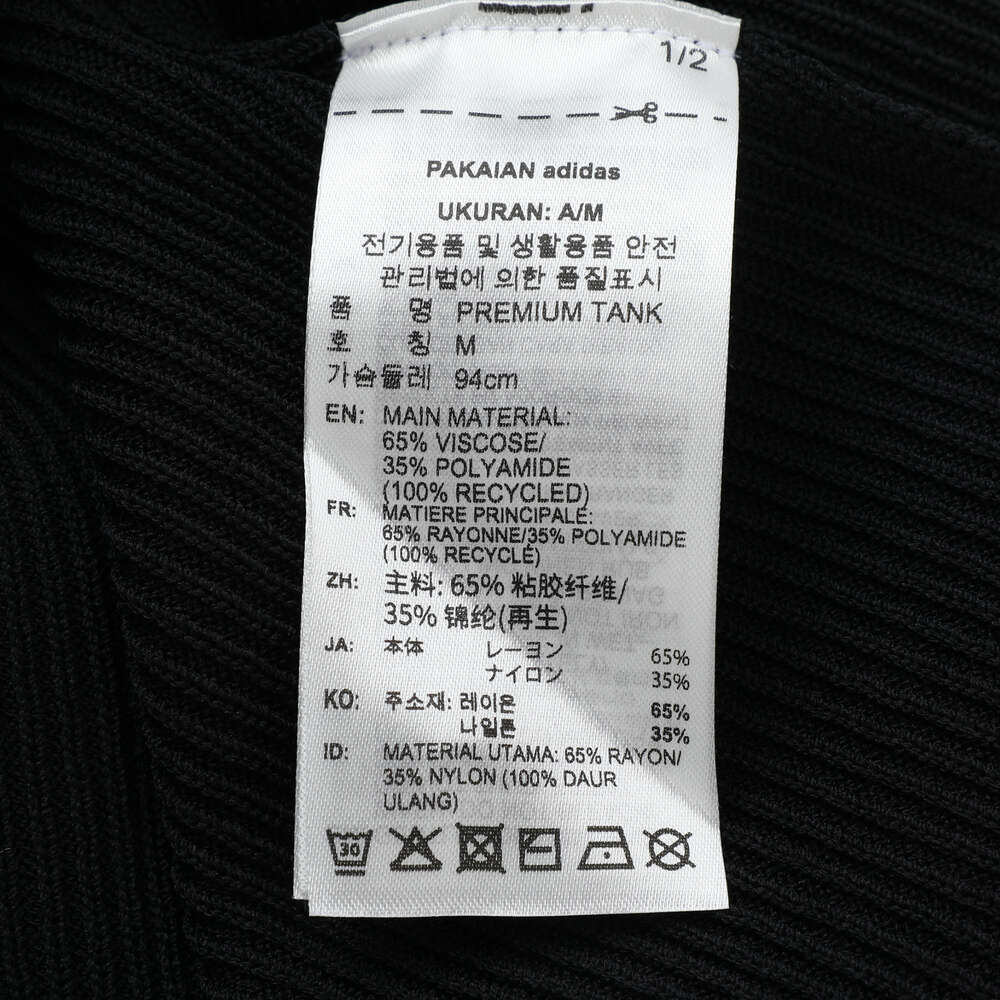 1/2
PAKAIAN adidas
UKURAN: A/M
전기용품 및 생활용품 안전
관리법에 의한 품질표시
품 명 PREMIUM TANK
호 칭 M
가슴둘레 94cm
EN: MAIN MATERIAL:
65% VISCOSE/
35% POLYAMIDE
(100% RECYCLED)
FR: MATIERE PRINCIPALE:
65% RAYONNE/35% POLYAMIDE
(100% RECYCLÉ)
ZH: 主料: 65% 粘胶纤维/
35% 锦纶(再生)
JA: 本体 レーヨン 65%
ナイロン 35%
KO: 주소재: 레이온 65%
나일론 35%
ID: MATERIAL UTAMA: 65% RAYON/
35% NYLON (100% DAUR
ULANG)
30